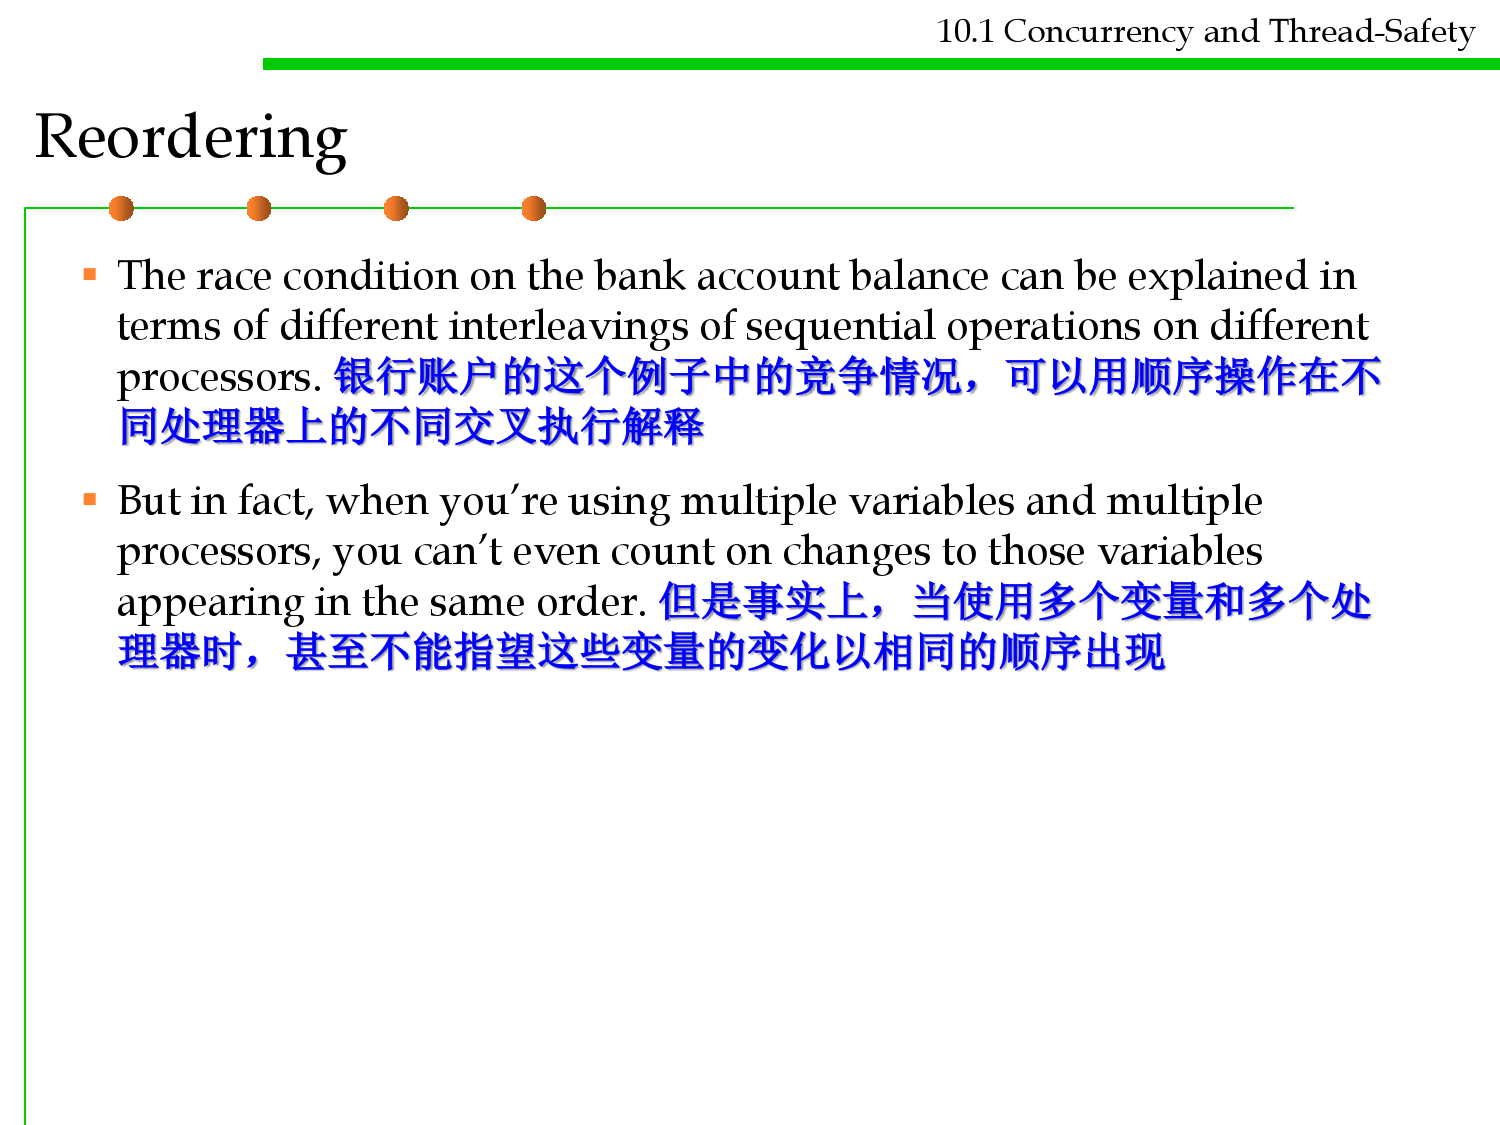 10.1 Concurrency and Thread-Safety
Reordering
▪ The race condition on the bank account balance can be explained in
terms of different interleavings of sequential operations on different
processors. 银行账户的这个例子中的竞争情况，可以用顺序操作在不
同处理器上的不同交叉执行解释
▪ But in fact, when you’re using multiple variables and multiple
processors, you can’t even count on changes to those variables
appearing in the same order. 但是事实上，当使用多个变量和多个处
理器时，甚至不能指望这些变量的变化以相同的顺序出现